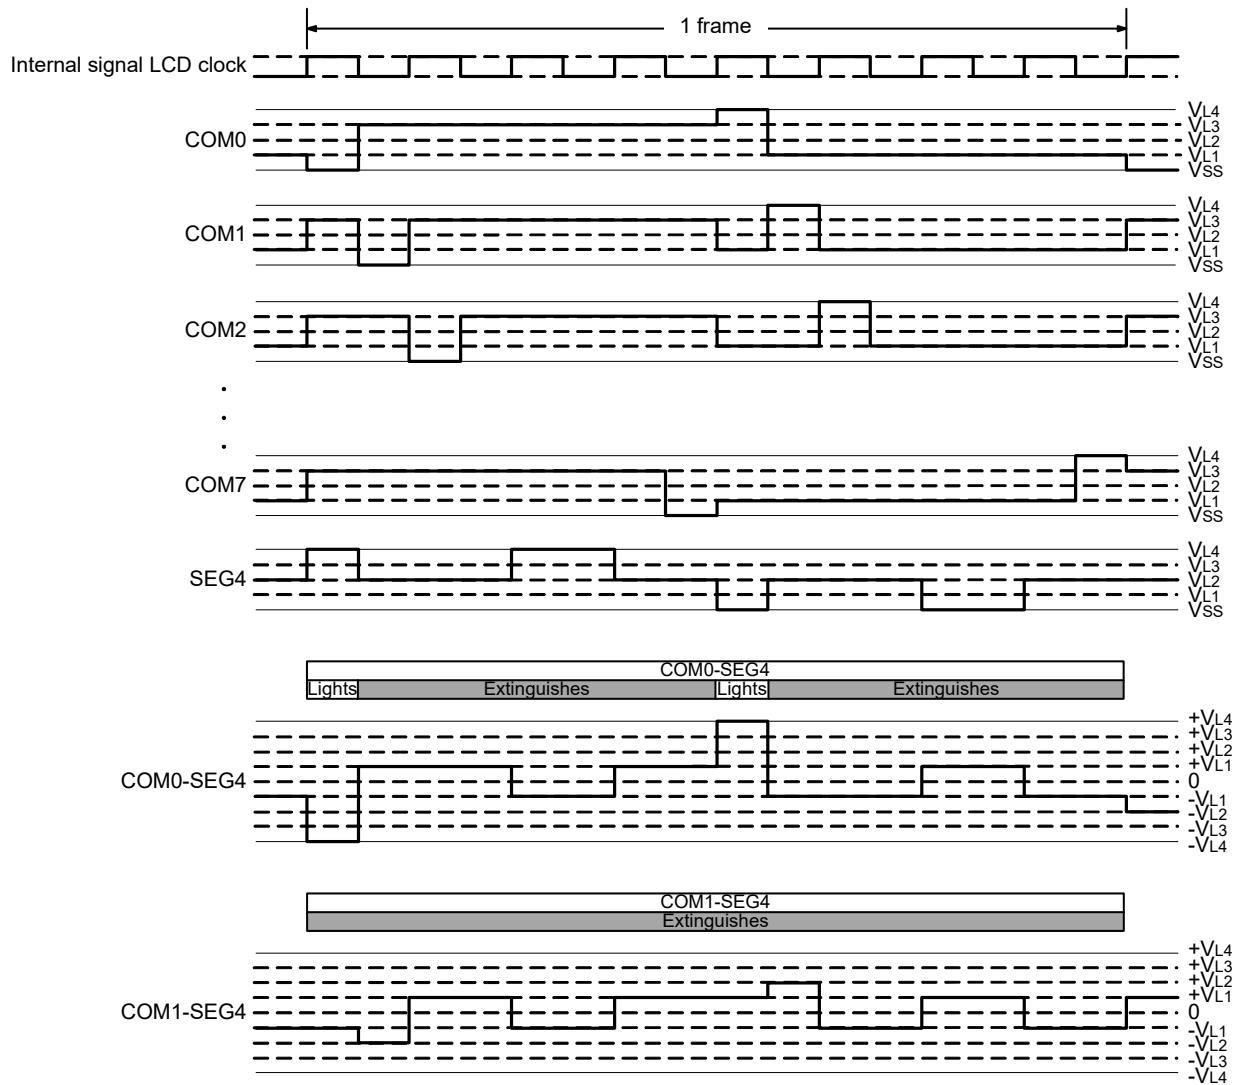 1 frame
Internal signal LCD clock
COM0
VL4
VL3
VL2
VL1
VSS
COM1
VL4
VL3
VL2
VL1
VSS
COM2
VL4
VL3
VL2
VL1
VSS
COM7
VL4
VL3
VL2
VL1
VSS
SEG4
VL4
VL3
VL2
VL1
VSS
COM0-SEG4
Lights Extinguishes Lights Extinguishes
COM0-SEG4
+VL4
+VL3
+VL2
+VL1
0
-VL1
-VL2
-VL3
-VL4
COM1-SEG4
Extinguishes
COM1-SEG4
+VL4
+VL3
+VL2
+VL1
0
-VL1
-VL2
-VL3
-VL4